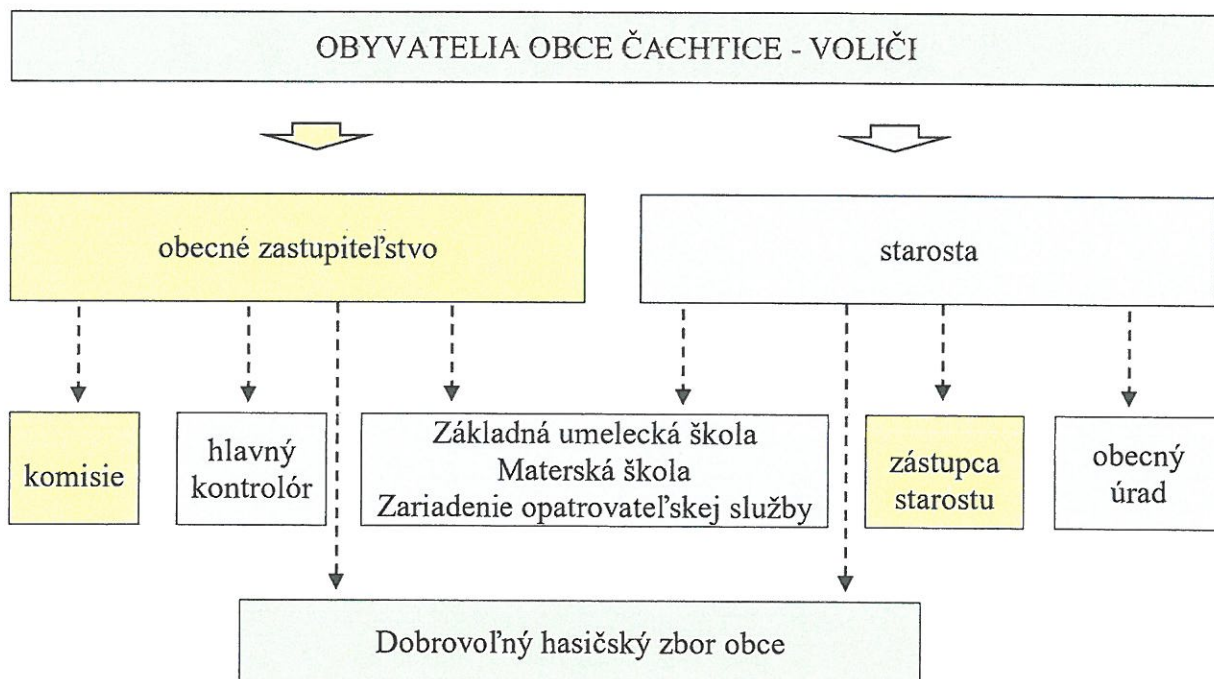 OBYVATELIA OBCE ČACHTICE - VOLIČI
obecné zastupiteľstvo
starosta
komisie
hlavný
kontrolór
Základná umelecká škola
Materská škola
Zariadenie opatrovateľskej služby
zástupca
starostu
obecný
úrad
Dobrovoľný hasičský zbor obce